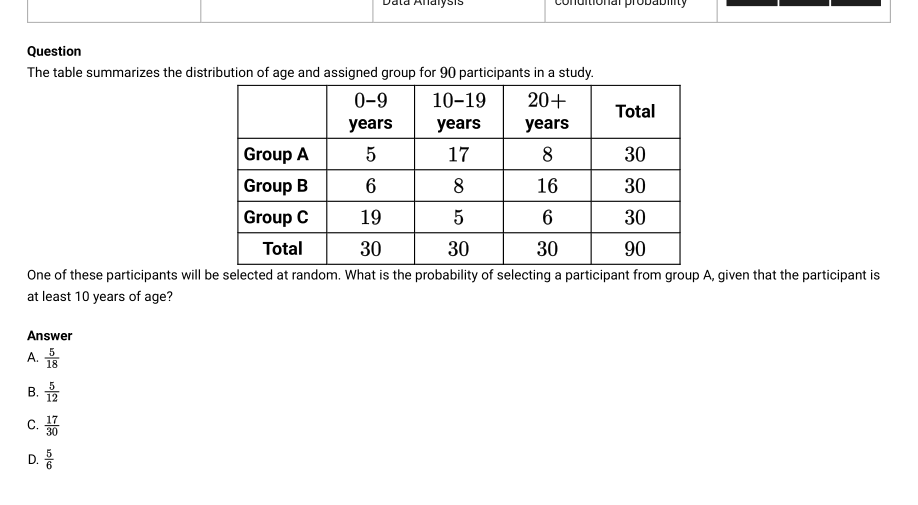 Data Analysis conditional probability
Question
The table summarizes the distribution of age and assigned group for 90 participants in a study.
0–9 years 10–19 years 20+ years Total
Group A 5 17 8 30
Group B 6 8 16 30
Group C 19 5 6 30
Total 30 30 30 90
One of these participants will be selected at random. What is the probability of selecting a participant from group A, given that the participant is
at least 10 years of age?
Answer
A. 5/18
B. 5/12
C. 17/30
D. 5/6